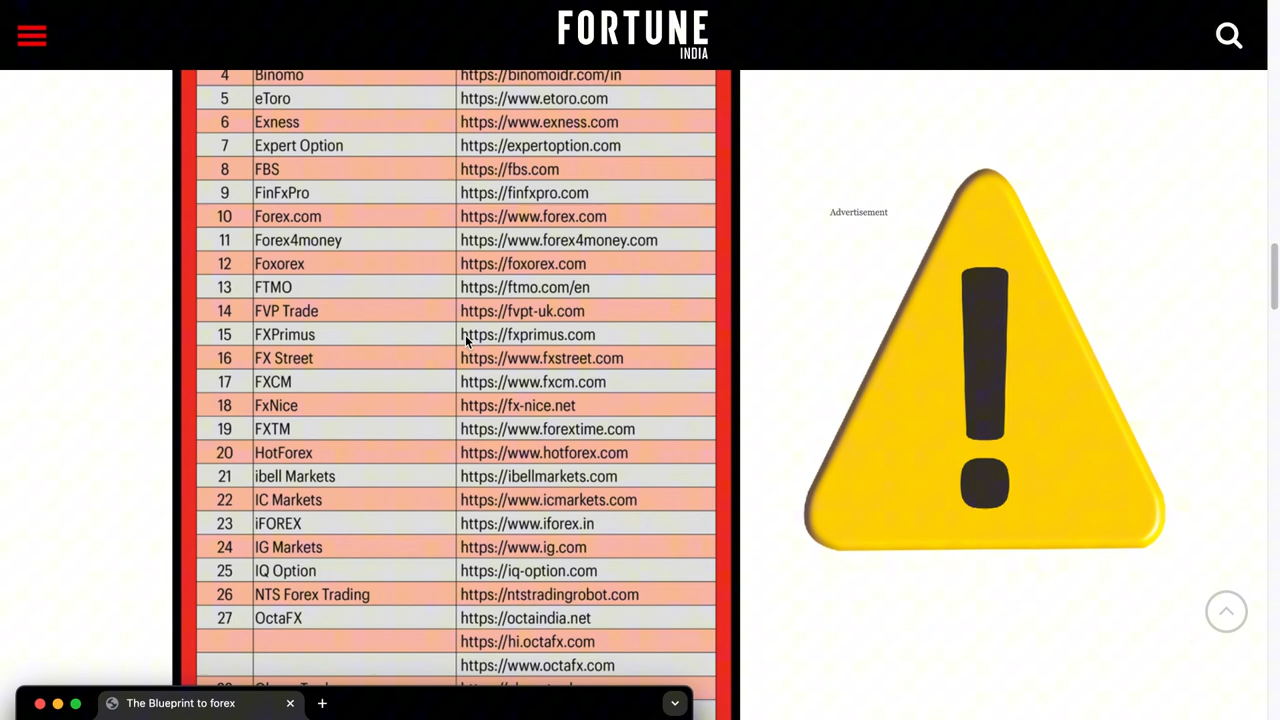 FORTUNE
INDIA
4 Binomo https://binomoidr.com/in
5 eToro https://www.etoro.com
6 Exness https://www.exness.com
7 Expert Option https://expertoption.com
8 FBS https://fbs.com
9 FinFxPro https://finfxpro.com
10 Forex.com https://www.forex.com
11 Forex4money https://www.forex4money.com
12 Foxorex https://foxorex.com
13 FTMO https://ftmo.com/en
14 FVP Trade https://fvpt-uk.com
15 FXPrimus https://fxprimus.com
16 FX Street https://www.fxstreet.com
17 FXCM https://www.fxcm.com
18 FxNice https://fx-nice.net
19 FXTM https://www.forextime.com
20 HotForex https://www.hotforex.com
21 ibell Markets https://ibellmarkets.com
22 IC Markets https://www.icmarkets.com
23 iFOREX https://www.iforex.in
24 IG Markets https://www.ig.com
25 IQ Option https://iq-option.com
26 NTS Forex Trading https://ntstradingrobot.com
27 OctaFX https://octaindia.net
https://hi.octafx.com
https://www.octafx.com
Advertisement
!
The Blueprint to forex